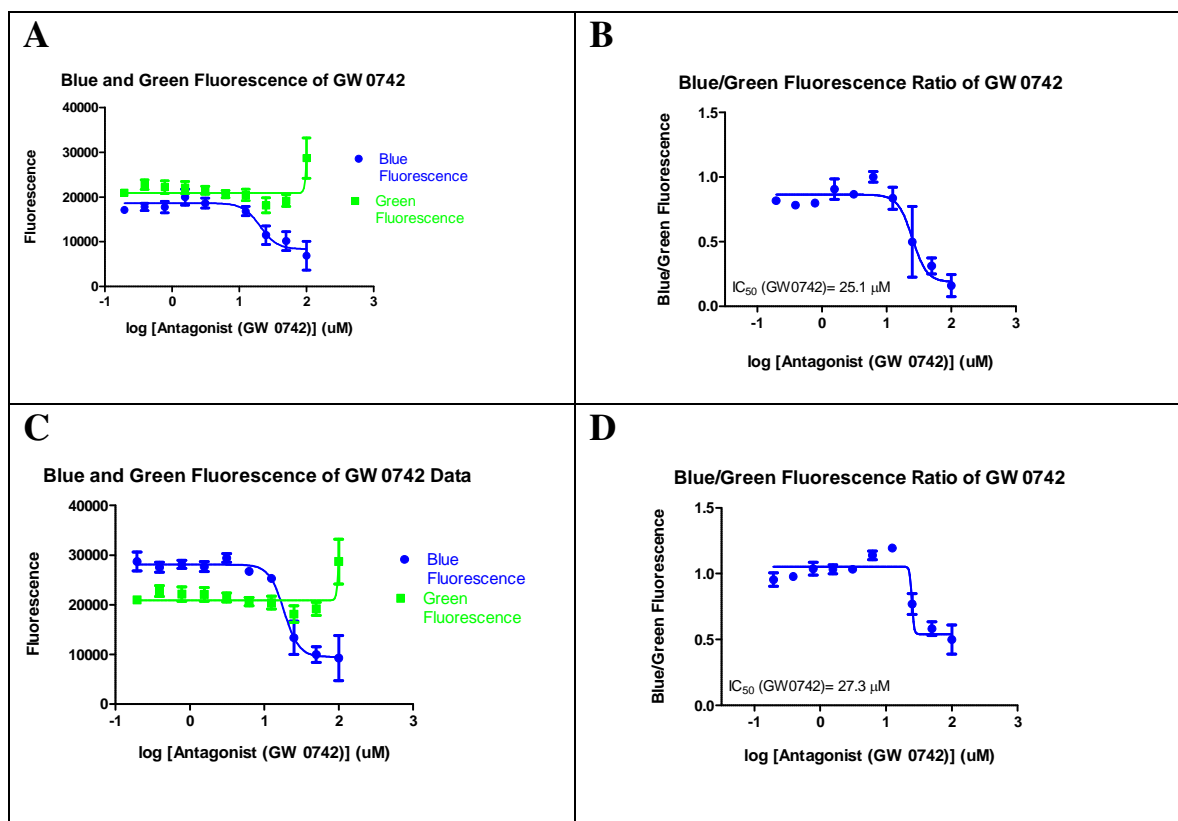 A
Blue and Green Fluorescence of GW 0742
40000
30000
20000
10000
0
-1
0
1
2
3
Fluorescence
log [Antagonist (GW 0742)] (uM)
Blue
Fluorescence
Green
Fluorescence
B
Blue/Green Fluorescence Ratio of GW 0742
1.5
1.0
0.5
0.0
-1
0
1
2
3
Blue/Green Fluorescence
IC50 (GW0742)= 25.1 μM
log [Antagonist (GW 0742)] (uM)
C
Blue and Green Fluorescence of GW 0742 Data
40000
30000
20000
10000
0
-1
0
1
2
3
Fluorescence
log [Antagonist (GW 0742)] (uM)
Blue
Fluorescence
Green
Fluorescence
D
Blue/Green Fluorescence Ratio of GW 0742
1.5
1.0
0.5
0.0
-1
0
1
2
3
Blue/Green Fluorescence
IC50 (GW0742)= 27.3 μM
log [Antagonist (GW 0742)] (uM)